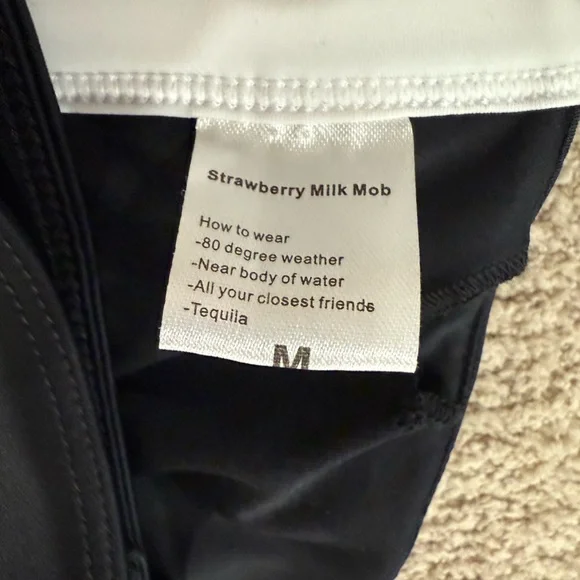 Strawberry Milk Mob
How to wear
-80 degree weather
-Near body of water
-All your closest friends
-Tequila
M